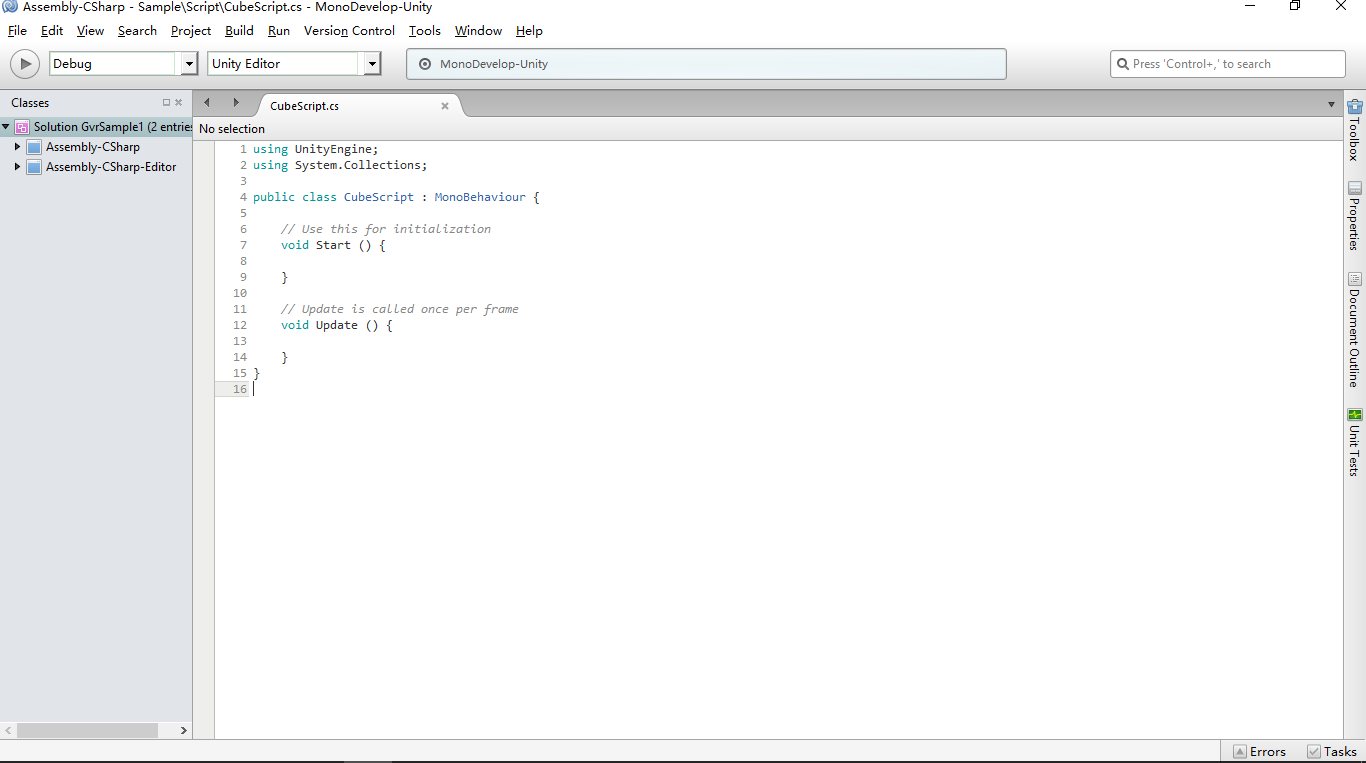 Assembly-CSharp - Sample\Script\CubeScript.cs - MonoDevelop-Unity
File Edit View Search Project Build Run Version Control Tools Window Help
Debug Unity Editor MonoDevelop-Unity Press 'Control+,' to search
Classes
Solution GvrSample1 (2 entries
Assembly-CSharp
Assembly-CSharp-Editor
CubeScript.cs
No selection
1 using UnityEngine;
2 using System.Collections;
3
4 public class CubeScript : MonoBehaviour {
5
6 // Use this for initialization
7 void Start () {
8
9 }
10
11 // Update is called once per frame
12 void Update () {
13
14 }
15 }
16
Toolbox
Properties
Document Outline
Unit Tests
Errors Tasks